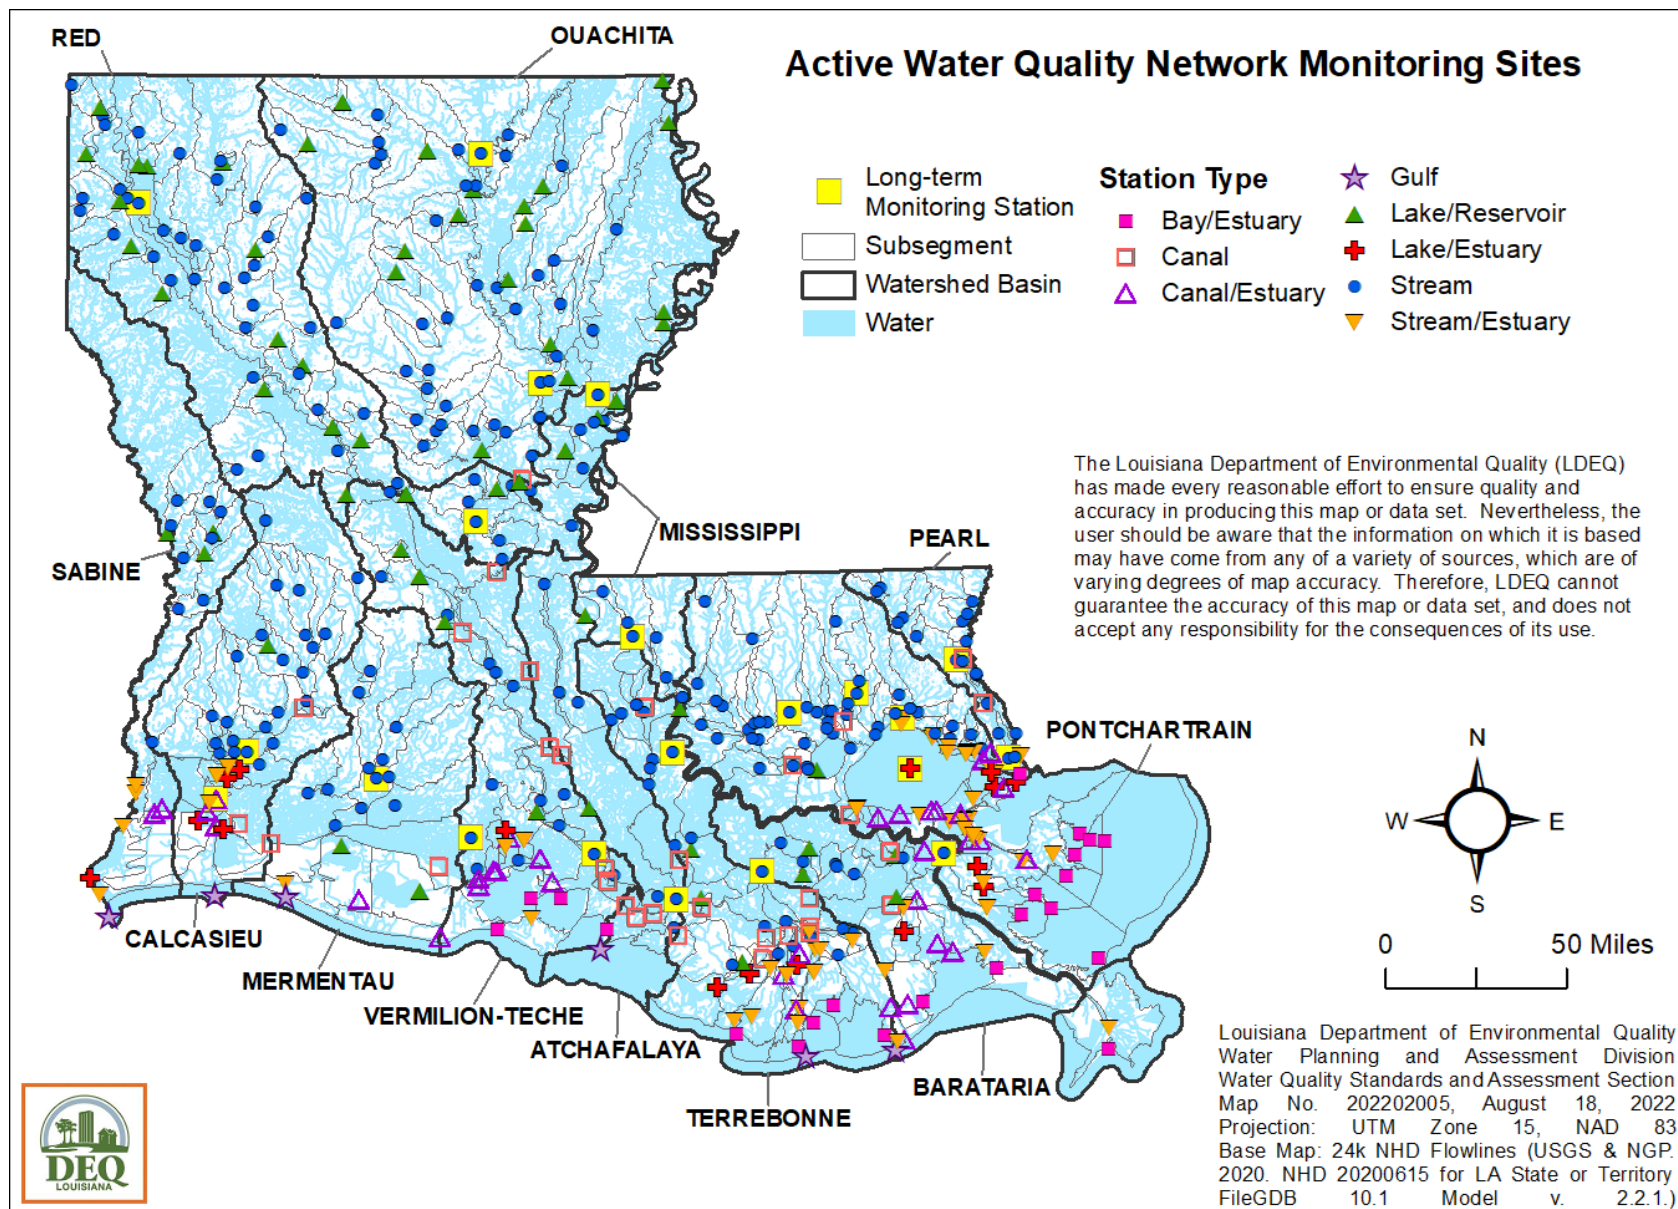 RED
OUACHITA
Active Water Quality Network Monitoring Sites
Long-term
Monitoring Station
Subsegment
Watershed Basin
Water
Station Type
Bay/Estuary
Canal
Canal/Estuary
Gulf
Lake/Reservoir
Lake/Estuary
Stream
Stream/Estuary
The Louisiana Department of Environmental Quality (LDEQ)
has made every reasonable effort to ensure quality and
accuracy in producing this map or data set. Nevertheless, the
user should be aware that the information on which it is based
may have come from any of a variety of sources, which are of
varying degrees of map accuracy. Therefore, LDEQ cannot
guarantee the accuracy of this map or data set, and does not
accept any responsibility for the consequences of its use.
MISSISSIPPI
PEARL
SABINE
PONTCHARTRAIN
N
W
E
S
CALCASIEU
MERMENTAU
VERMILION-TECHE
ATCHAFALAYA
TERREBONNE
BARATARIA
0
50 Miles
Louisiana Department of Environmental Quality
Water Planning and Assessment Division
Water Quality Standards and Assessment Section
Map No. 202202005, August 18, 2022
Projection: UTM Zone 15, NAD 83
Base Map: 24k NHD Flowlines (USGS & NGP.
2020. NHD 20200615 for LA State or Territory
FileGDB 10.1 Model v. 2.2.1.)
DEQ
LOUISIANA